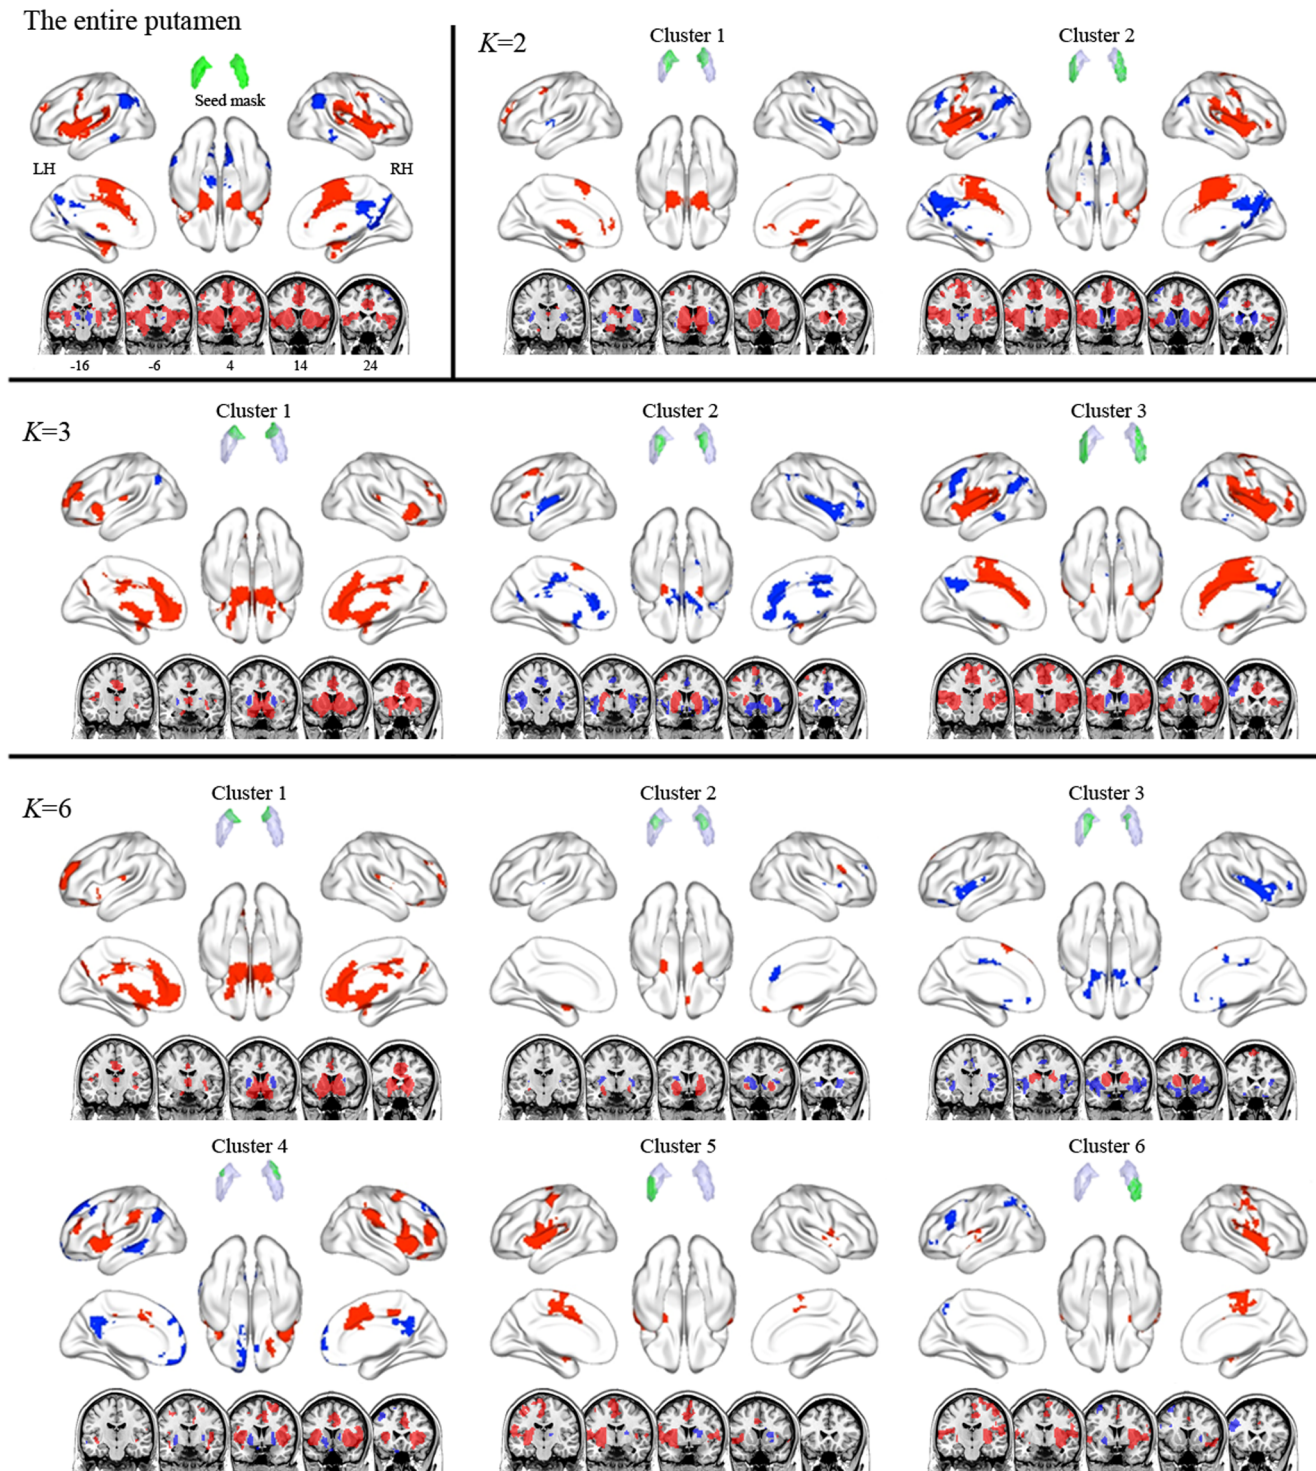 The entire putamen
Seed mask
LH
RH
-16 -6 4 14 24
K=2
Cluster 1
Cluster 2
K=3
Cluster 1
Cluster 2
Cluster 3
K=6
Cluster 1
Cluster 2
Cluster 3
Cluster 4
Cluster 5
Cluster 6